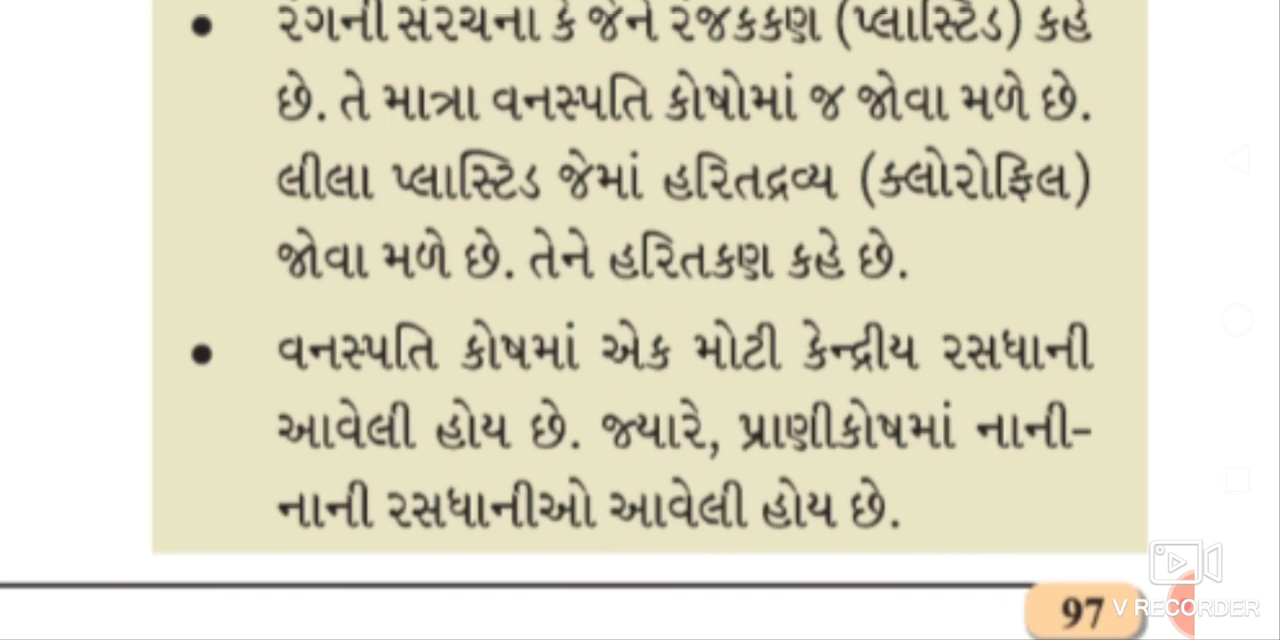 રંગની સંરચના કે જેને રંજકકણ (પ્લાસ્ટિડ) કહે
છે. તે માત્રા વનસ્પતિ કોષોમાં જ જોવા મળે છે.
લીલા પ્લાસ્ટિડ જેમાં હરિતદ્રવ્ય (ક્લોરોફિલ)
જોવા મળે છે. તેને હરિતકણ કહે છે.
• વનસ્પતિ કોષમાં એક મોટી કેન્દ્રીય રસધાની
આવેલી હોય છે. જ્યારે, પ્રાણીકોષમાં નાની-
નાની રસધાનીઓ આવેલી હોય છે.
97
V RECORDER